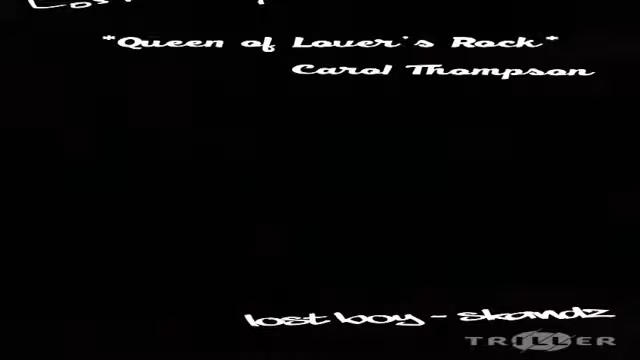 *Queen of Lover's Rock*
Carol Thompson
lost boy - skandz
TRILLER